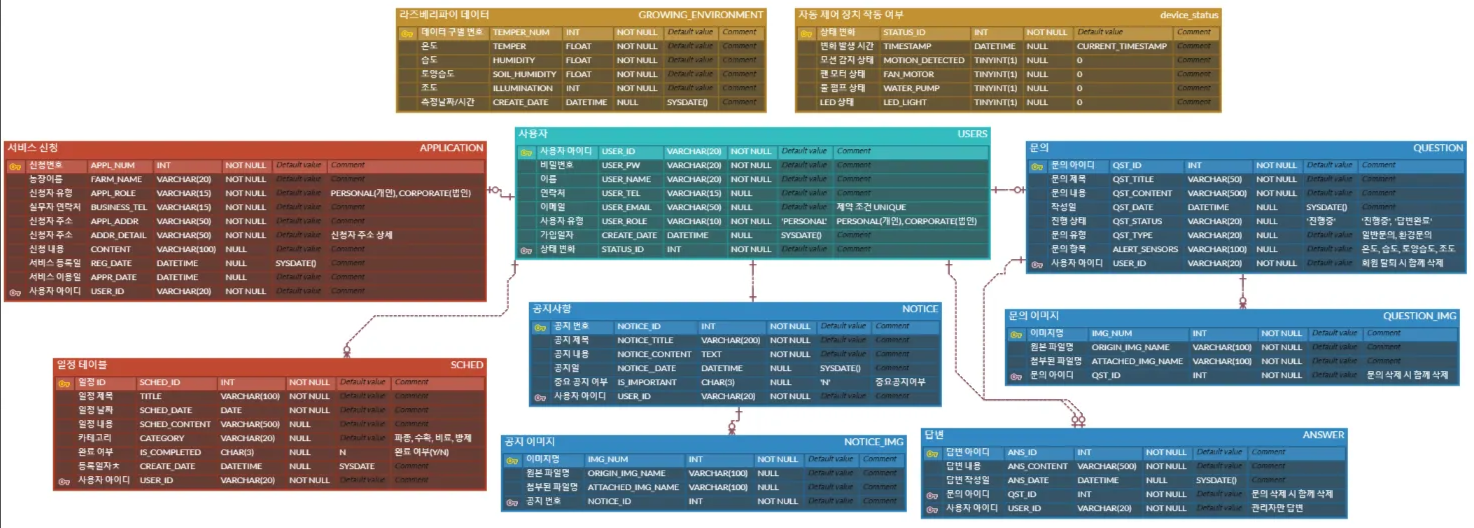 라즈베리파이 데이터 GROWING_ENVIRONMENT
데이터 구별 번호 TEMPER_NUM INT NOT NULL Default value Comment
온도 TEMPER FLOAT NOT NULL Default value Comment
습도 HUMIDITY FLOAT NOT NULL Default value Comment
토양습도 SOIL_HUMIDITY FLOAT NOT NULL Default value Comment
조도 ILLUMINATION INT NOT NULL Default value Comment
측정날짜/시간 CREATE_DATE DATETIME NULL SYSDATE() Comment
자동 제어 장치 작동 여부 device_status
상태 변화 STATUS_ID INT NOT NULL Default value Comment
변화 발생 시간 TIMESTAMP DATETIME NULL CURRENT_TIMESTAMP Comment
모션 감지 상태 MOTION_DETECTED TINYINT(1) NULL 0 Comment
팬 모터 상태 FAN_MOTOR TINYINT(1) NULL 0 Comment
물 펌프 상태 WATER_PUMP TINYINT(1) NULL 0 Comment
LED 상태 LED_LIGHT TINYINT(1) NULL 0 Comment
서비스 신청 APPLICATION
신청번호 APPL_NUM INT NOT NULL Default value Comment
농장이름 FARM_NAME VARCHAR(20) NOT NULL Default value Comment
신청자 유형 APPL_ROLE VARCHAR(15) NOT NULL Default value PERSONAL(개인), CORPORATE(법인)
실무자 연락처 BUSINESS_TEL VARCHAR(15) NOT NULL Default value Comment
신청자 주소 APPL_ADDR VARCHAR(50) NOT NULL Default value Comment
신청자 주소 ADDR_DETAIL VARCHAR(50) NOT NULL Default value 신청자 주소 상세
신청 내용 CONTENT VARCHAR(100) NULL Default value Comment
서비스 등록일 REG_DATE DATETIME NULL SYSDATE() Comment
서비스 이용일 APPR_DATE DATETIME NULL Default value Comment
사용자 아이디 USER_ID VARCHAR(20) NOT NULL Default value Comment
사용자 USERS
사용자 아이디 USER_ID VARCHAR(20) NOT NULL Default value Comment
비밀번호 USER_PW VARCHAR(20) NOT NULL Default value Comment
이름 USER_NAME VARCHAR(20) NOT NULL Default value Comment
연락처 USER_TEL VARCHAR(15) NULL Default value Comment
이메일 USER_EMAIL VARCHAR(50) NULL Default value 제약 조건 UNIQUE
사용자 유형 USER_ROLE VARCHAR(10) NOT NULL 'PERSONAL' PERSONAL(개인), CORPORATE(법인)
가입일자 CREATE_DATE DATETIME NULL SYSDATE() Comment
상태 변화 STATUS_ID INT NOT NULL Default value Comment
문의 QUESTION
문의 아이디 QST_ID INT NOT NULL Default value Comment
문의 제목 QST_TITLE VARCHAR(50) NOT NULL Default value Comment
문의 내용 QST_CONTENT VARCHAR(500) NOT NULL Default value Comment
작성일 QST_DATE DATETIME NULL SYSDATE() Comment
진행 상태 QST_STATUS VARCHAR(20) NULL '진행중' '진행중', '답변완료'
문의 유형 QST_TYPE VARCHAR(20) NULL Default value 일반문의, 환경문의
문의 항목 ALERT_SENSORS VARCHAR(100) NULL Default value 온도, 습도, 토양습도, 조도
사용자 아이디 USER_ID VARCHAR(20) NOT NULL Default value 회원 탈퇴 시 함께 삭제
일정 테이블 SCHED
일정 ID SCHED_ID INT NOT NULL Default value Comment
일정 제목 TITLE VARCHAR(100) NOT NULL Default value Comment
일정 날짜 SCHED_DATE DATE NOT NULL Default value Comment
일정 내용 SCHED_CONTENT VARCHAR(500) NULL Default value Comment
카테고리 CATEGORY VARCHAR(20) NULL Default value 파종, 수확, 비료, 방제
완료 여부 IS_COMPLETED CHAR(3) NULL N 완료 여부(Y/N)
등록일자ㅊ CREATE_DATE DATETIME NULL SYSDATE Comment
사용자 아이디 USER_ID VARCHAR(20) NOT NULL Default value Comment
공지사항 NOTICE
공지 번호 NOTICE_ID INT NOT NULL Default value Comment
공지 제목 NOTICE_TITLE VARCHAR(200) NOT NULL Default value Comment
공지 내용 NOTICE_CONTENT TEXT NOT NULL Default value Comment
공지일 NOTICE_DATE DATETIME NULL SYSDATE() Comment
중요 공지 여부 IS_IMPORTANT CHAR(3) NULL 'N' 중요공지여부
사용자 아이디 USER_ID VARCHAR(20) NOT NULL Default value Comment
문의 이미지 QUESTION_IMG
이미지명 IMG_NUM INT NOT NULL Default value Comment
원본 파일명 ORIGIN_IMG_NAME VARCHAR(100) NULL Default value Comment
첨부된 파일명 ATTACHED_IMG_NAME VARCHAR(100) NULL Default value Comment
문의 아이디 QST_ID INT NOT NULL Default value 문의 삭제 시 함께 삭제
공지 이미지 NOTICE_IMG
이미지명 IMG_NUM INT NOT NULL Default value Comment
원본 파일명 ORIGIN_IMG_NAME VARCHAR(100) NULL Default value Comment
첨부된 파일명 ATTACHED_IMG_NAME VARCHAR(100) NULL Default value Comment
공지 번호 NOTICE_ID INT NOT NULL Default value Comment
답변 ANSWER
답변 아이디 ANS_ID INT NOT NULL Default value Comment
답변 내용 ANS_CONTENT VARCHAR(500) NOT NULL Default value Comment
답변 작성일 ANS_DATE DATETIME NULL SYSDATE() Comment
문의 아이디 QST_ID INT NOT NULL Default value 문의 삭제 시 함께 삭제
사용자 아이디 USER_ID VARCHAR(20) NOT NULL Default value 관리자만 답변